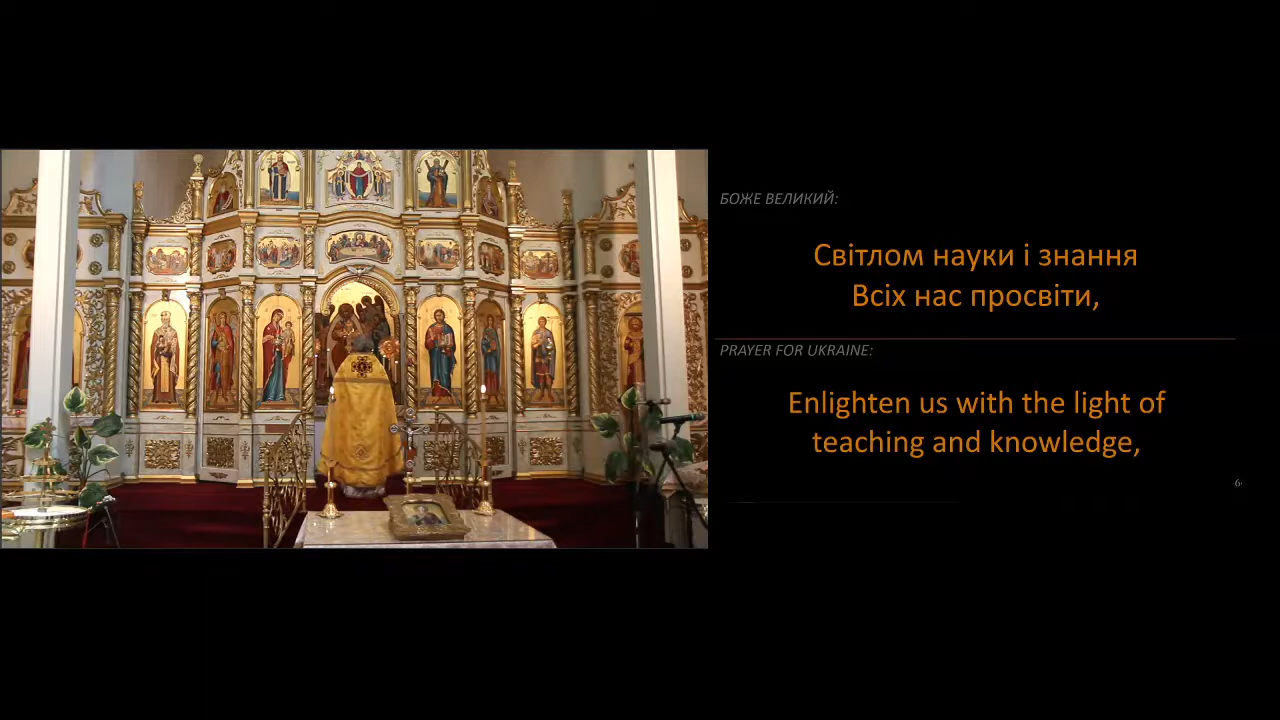 БОЖЕ ВЕЛИКИЙ:
Світлом науки і знання
Всіх нас просвіти,
PRAYER FOR UKRAINE:
Enlighten us with the light of
teaching and knowledge,